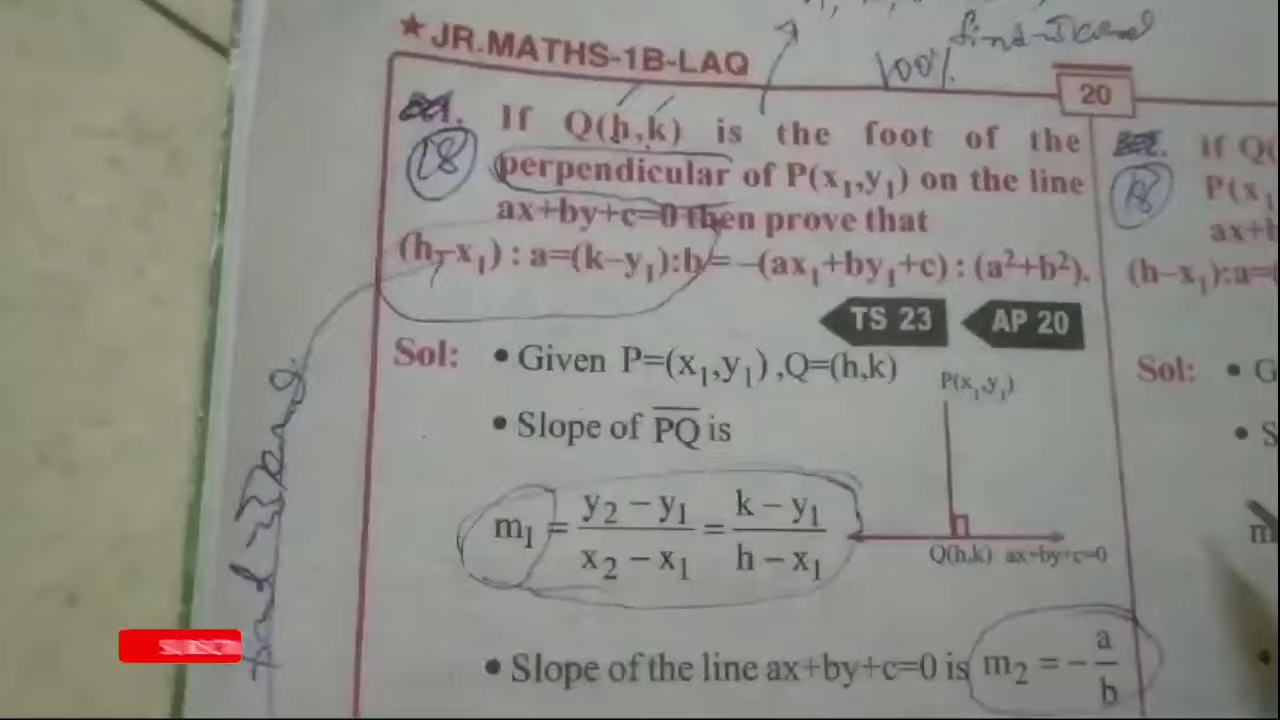 ★JR.MATHS-1B-LAQ
100%
20
18
If Q(h,k) is the foot of the
perpendicular of P(x₁,y₁) on the line
ax+by+c=0 then prove that
(h–x₁) : a=(k–y₁):b= –(ax₁+by₁+c) : (a²+b²).
TS 23 AP 20
Sol: • Given P=(x₁,y₁) ,Q=(h,k)
P(x₁,y₁)
• Slope of P̅Q̅ is
m₁ = (y₂ – y₁)/(x₂ – x₁) = (k – y₁)/(h – x₁)
Q(h,k) ax+by+c=0
• Slope of the line ax+by+c=0 is m₂ = – a/b
18
If Q(
P(x₁
ax+b
(h–x₁):a=
Sol: • G
• S
m